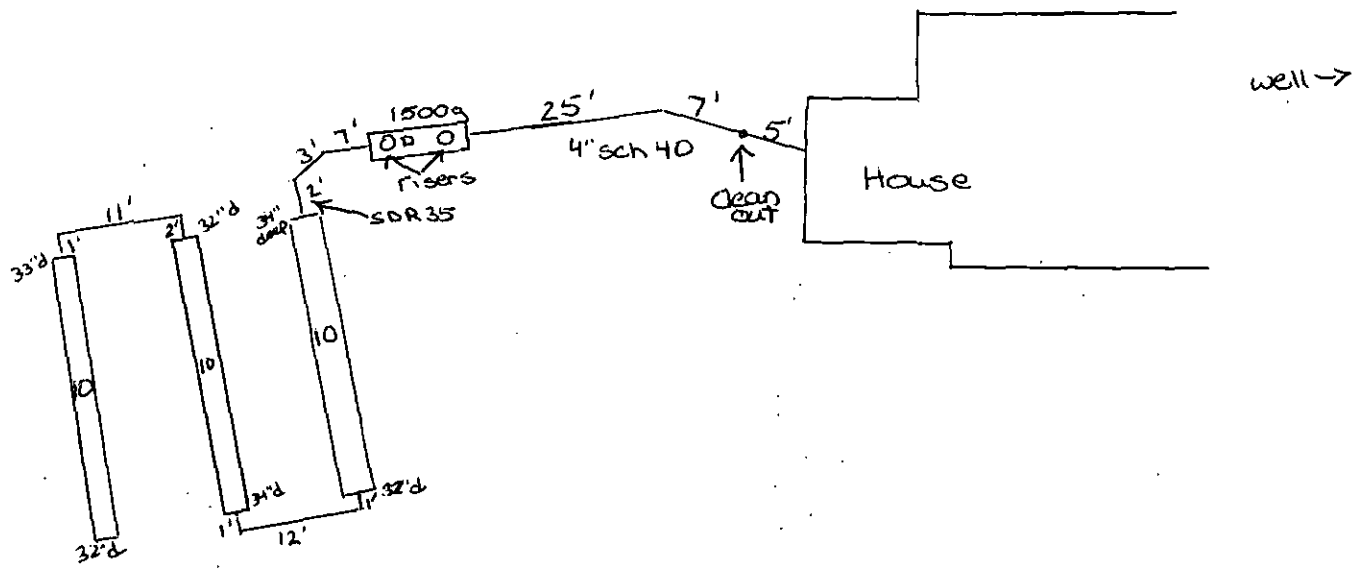 well →
1500g
25'
7'
5'
3'
7'
4" sch 40
risers
clean
out
House
2'
SDR35
34"
deep
11'
1'
33"d
2'
32"d
10
10
10
32"d
34"d
1'
12'
1'
32"d